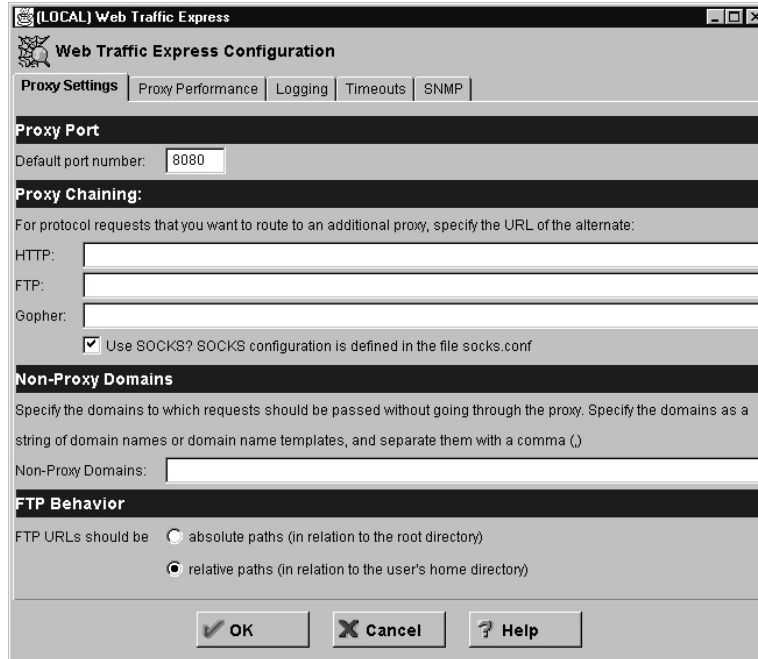 (LOCAL) Web Traffic Express
Web Traffic Express Configuration
Proxy Settings Proxy Performance Logging Timeouts SNMP
Proxy Port
Default port number: 8080
Proxy Chaining:
For protocol requests that you want to route to an additional proxy, specify the URL of the alternate:
HTTP:
FTP:
Gopher:
Use SOCKS? SOCKS configuration is defined in the file socks.conf
Non-Proxy Domains
Specify the domains to which requests should be passed without going through the proxy. Specify the domains as a
string of domain names or domain name templates, and separate them with a comma (,)
Non-Proxy Domains:
FTP Behavior
FTP URLs should be absolute paths (in relation to the root directory)
relative paths (in relation to the user's home directory)
OK Cancel Help